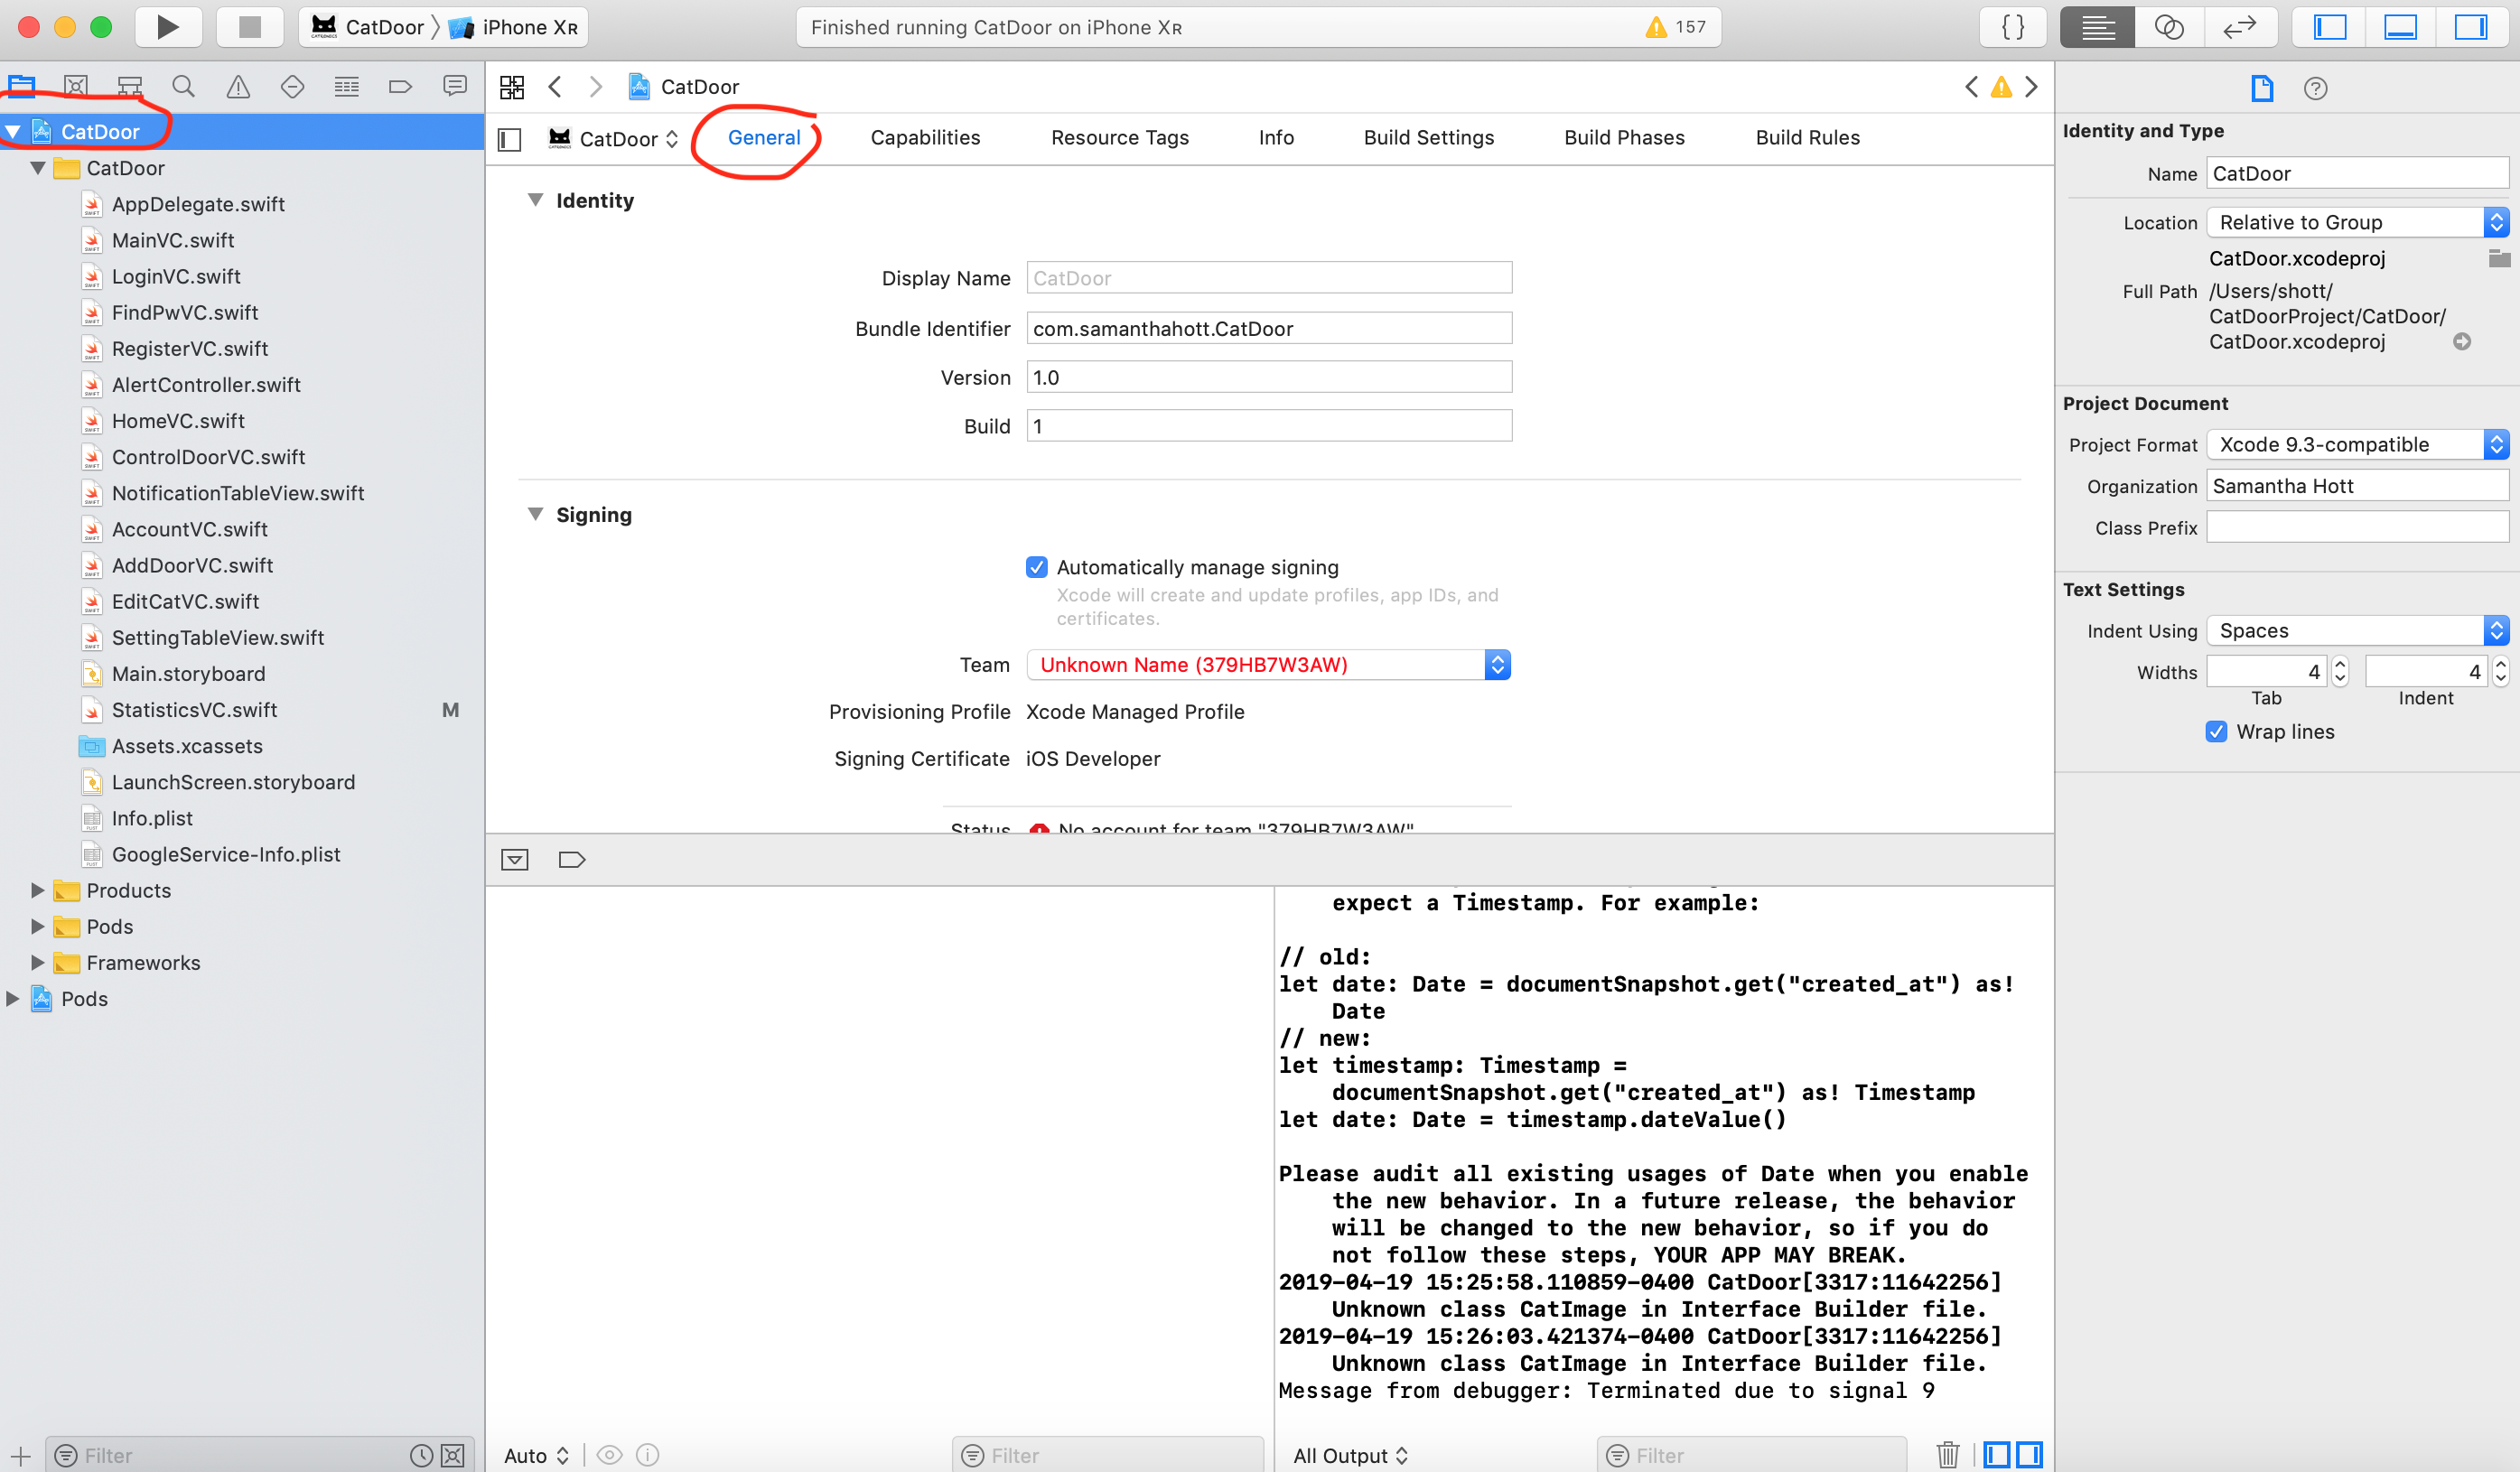 CatDoor
iPhone XR
Finished running CatDoor on iPhone XR
157
{}
CatDoor
CatDoor
AppDelegate.swift
MainVC.swift
LoginVC.swift
FindPwVC.swift
RegisterVC.swift
AlertController.swift
HomeVC.swift
ControlDoorVC.swift
NotificationTableView.swift
AccountVC.swift
AddDoorVC.swift
EditCatVC.swift
SettingTableView.swift
Main.storyboard
StatisticsVC.swift M
Assets.xcassets
LaunchScreen.storyboard
Info.plist
GoogleService-Info.plist
Products
Pods
Frameworks
Pods
Filter
CatDoor
CatDoor General Capabilities Resource Tags Info Build Settings Build Phases Build Rules
Identity
Display Name CatDoor
Bundle Identifier com.samanthahott.CatDoor
Version 1.0
Build 1
Signing
Automatically manage signing
Xcode will create and update profiles, app IDs, and
certificates.
Team Unknown Name (379HB7W3AW)
Provisioning Profile Xcode Managed Profile
Signing Certificate iOS Developer
Status No account for team "379HB7W3AW"
expect a Timestamp. For example:
// old:
let date: Date = documentSnapshot.get("created_at") as!
Date
// new:
let timestamp: Timestamp =
documentSnapshot.get("created_at") as! Timestamp
let date: Date = timestamp.dateValue()
Please audit all existing usages of Date when you enable
the new behavior. In a future release, the behavior
will be changed to the new behavior, so if you do
not follow these steps, YOUR APP MAY BREAK.
2019-04-19 15:25:58.110859-0400 CatDoor[3317:11642256]
Unknown class CatImage in Interface Builder file.
2019-04-19 15:26:03.421374-0400 CatDoor[3317:11642256]
Unknown class CatImage in Interface Builder file.
Message from debugger: Terminated due to signal 9
Auto
Filter
All Output
Filter
Identity and Type
Name CatDoor
Location Relative to Group
CatDoor.xcodeproj
Full Path /Users/shott/
CatDoorProject/CatDoor/
CatDoor.xcodeproj
Project Document
Project Format Xcode 9.3-compatible
Organization Samantha Hott
Class Prefix
Text Settings
Indent Using Spaces
Widths 4 4
Tab Indent
Wrap lines